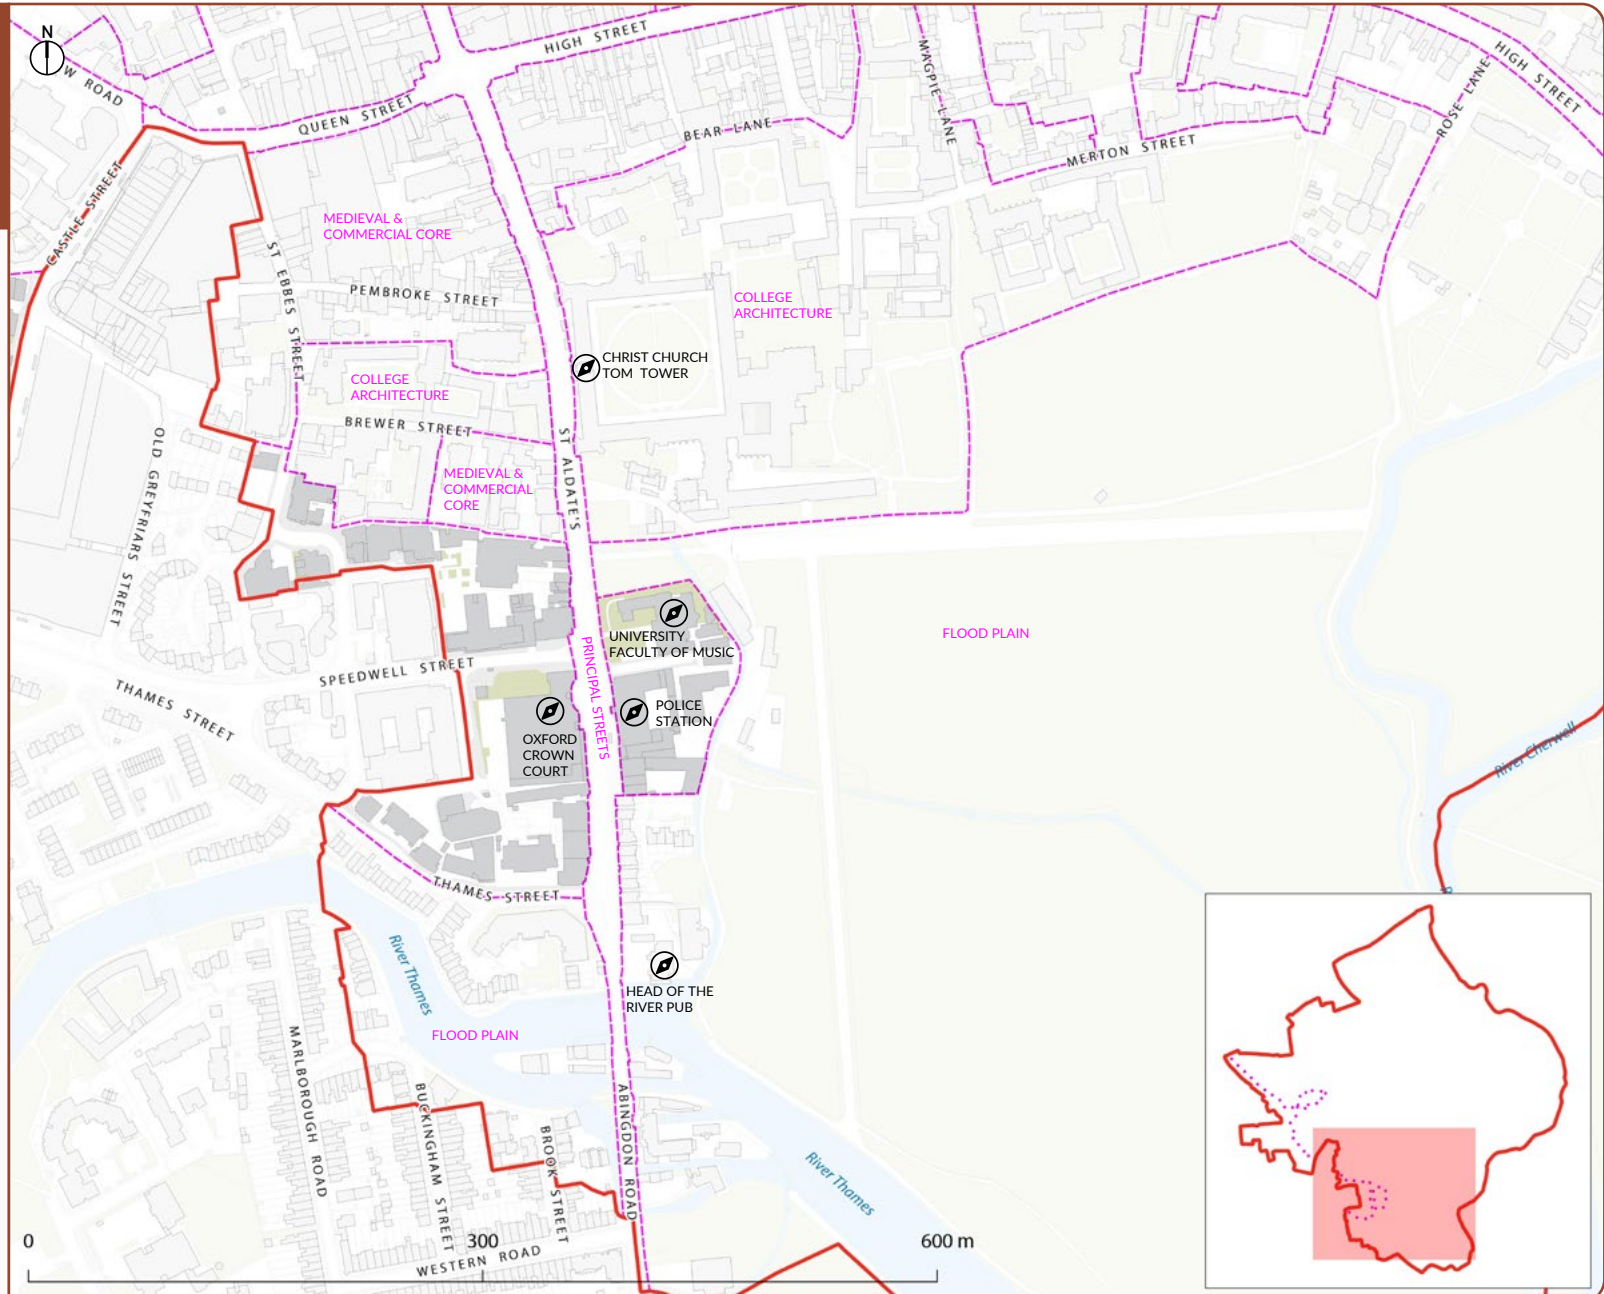 N
W ROAD
HIGH STREET
MAGPIE LANE
HIGH STREET
ROSE LANE
QUEEN STREET
BEAR LANE
MERTON STREET
CASTLE STREET
MEDIEVAL &
COMMERCIAL CORE
ST EBBES STREET
PEMBROKE STREET
COLLEGE
ARCHITECTURE
CHRIST CHURCH
TOM TOWER
COLLEGE
ARCHITECTURE
BREWER STREET
ST ALDATE'S
OLD GREYFRIARS STREET
MEDIEVAL &
COMMERCIAL
CORE
FLOOD PLAIN
UNIVERSITY
FACULTY OF MUSIC
PRINCIPAL STREETS
SPEEDWELL STREET
THAMES STREET
POLICE
STATION
OXFORD
CROWN
COURT
River Cherwell
THAMES STREET
R
River Thames
HEAD OF THE
RIVER PUB
FLOOD PLAIN
MARLBOROUGH ROAD
BUCKINGHAM STREET
BROOK STREET
ABINGDON ROAD
River Thames
WESTERN ROAD
0
300
600 m